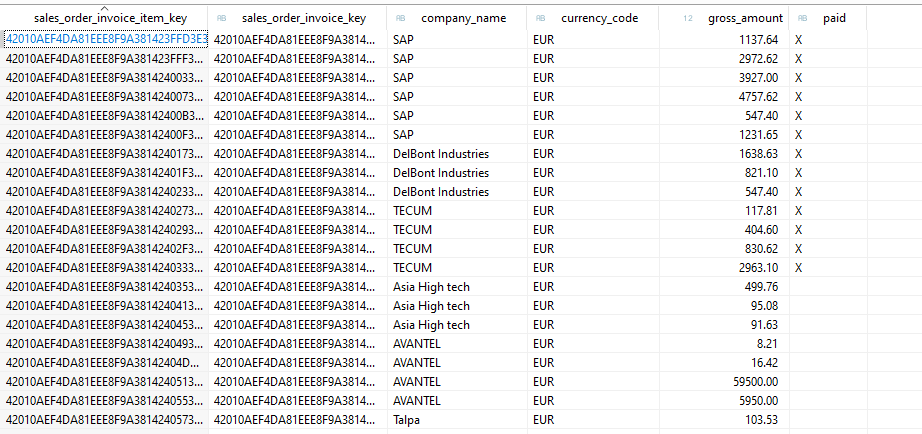 sales_order_invoice_item_key AB sales_order_invoice_key AB company_name AB currency_code 12 gross_amount AB paid
42010AEF4DA81EEE8F9A381423FFD3E3 42010AEF4DA81EEE8F9A3814... SAP EUR 1137.64 X
42010AEF4DA81EEE8F9A381423FFF3... 42010AEF4DA81EEE8F9A3814... SAP EUR 2972.62 X
42010AEF4DA81EEE8F9A3814240033... 42010AEF4DA81EEE8F9A3814... SAP EUR 3927.00 X
42010AEF4DA81EEE8F9A3814240073... 42010AEF4DA81EEE8F9A3814... SAP EUR 4757.62 X
42010AEF4DA81EEE8F9A38142400B3... 42010AEF4DA81EEE8F9A3814... SAP EUR 547.40 X
42010AEF4DA81EEE8F9A38142400F3... 42010AEF4DA81EEE8F9A3814... SAP EUR 1231.65 X
42010AEF4DA81EEE8F9A3814240173... 42010AEF4DA81EEE8F9A3814... DelBont Industries EUR 1638.63 X
42010AEF4DA81EEE8F9A38142401F3... 42010AEF4DA81EEE8F9A3814... DelBont Industries EUR 821.10 X
42010AEF4DA81EEE8F9A3814240233... 42010AEF4DA81EEE8F9A3814... DelBont Industries EUR 547.40 X
42010AEF4DA81EEE8F9A3814240273... 42010AEF4DA81EEE8F9A3814... TECUM EUR 117.81 X
42010AEF4DA81EEE8F9A3814240293... 42010AEF4DA81EEE8F9A3814... TECUM EUR 404.60 X
42010AEF4DA81EEE8F9A38142402F3... 42010AEF4DA81EEE8F9A3814... TECUM EUR 830.62 X
42010AEF4DA81EEE8F9A3814240333... 42010AEF4DA81EEE8F9A3814... TECUM EUR 2963.10 X
42010AEF4DA81EEE8F9A3814240353... 42010AEF4DA81EEE8F9A3814... Asia High tech EUR 499.76
42010AEF4DA81EEE8F9A3814240413... 42010AEF4DA81EEE8F9A3814... Asia High tech EUR 95.08
42010AEF4DA81EEE8F9A3814240453... 42010AEF4DA81EEE8F9A3814... Asia High tech EUR 91.63
42010AEF4DA81EEE8F9A3814240493... 42010AEF4DA81EEE8F9A3814... AVANTEL EUR 8.21
42010AEF4DA81EEE8F9A38142404D... 42010AEF4DA81EEE8F9A3814... AVANTEL EUR 16.42
42010AEF4DA81EEE8F9A3814240513... 42010AEF4DA81EEE8F9A3814... AVANTEL EUR 59500.00
42010AEF4DA81EEE8F9A3814240553... 42010AEF4DA81EEE8F9A3814... AVANTEL EUR 5950.00
42010AEF4DA81EEE8F9A3814240573... 42010AEF4DA81EEE8F9A3814... Talpa EUR 103.53